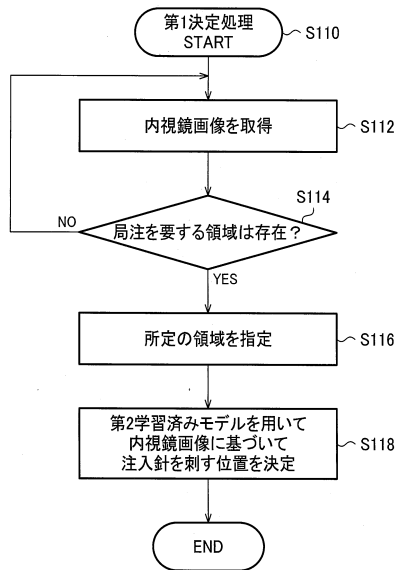 第1決定処理
START
S110
内視鏡画像を取得
S112
S114
局注を要する領域は存在？
NO
YES
所定の領域を指定
S116
第2学習済みモデルを用いて
内視鏡画像に基づいて
注入針を刺す位置を決定
S118
END